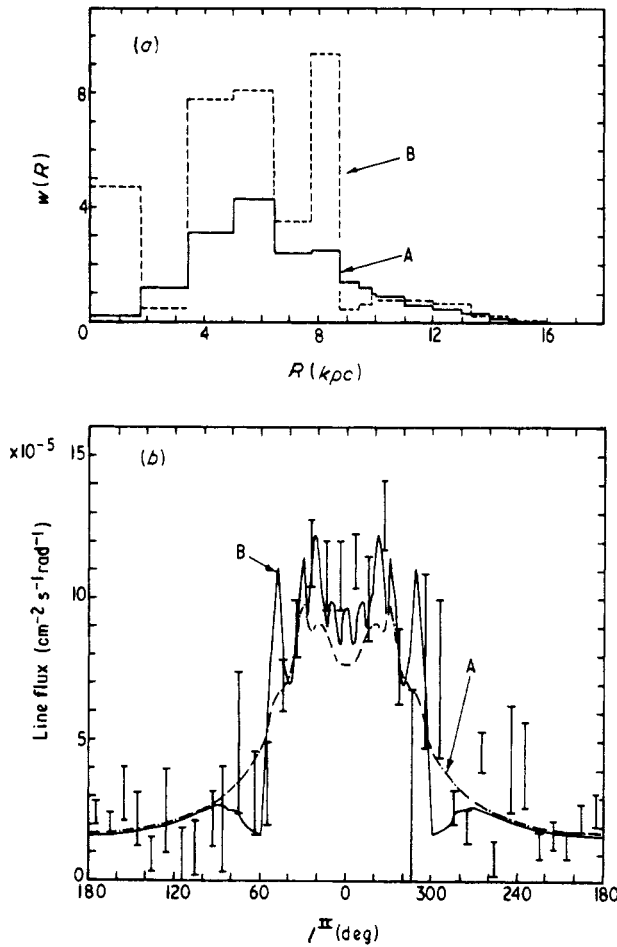 (a)
8
4
0
w(R)
B
A
0 4 8 12 16
R (kpc)
×10⁻⁵
(b)
15
10
5
0
Line flux (cm⁻² s⁻¹ rad⁻¹)
B
A
180 120 60 0 300 240 180
l^II (deg)